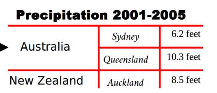 Precipitation 2001-2005
Australia
Sydney 6.2 feet
Queensland 10.3 feet
New Zealand Auckland 8.5 feet